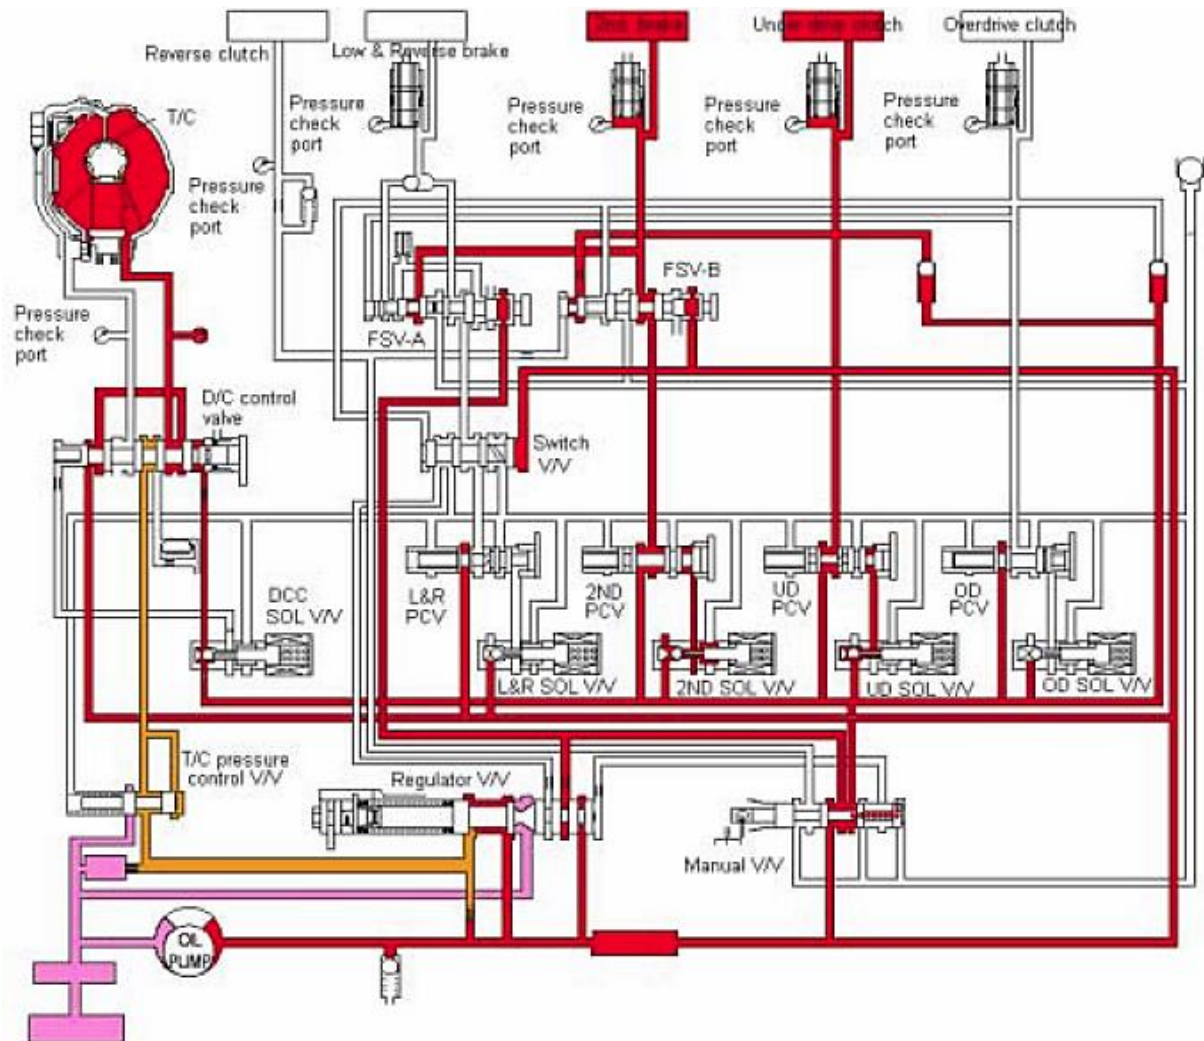 2nd. brake
Under drive clutch
Overdrive clutch
Reverse clutch
Low & Reverse brake
Pressure
check
port
Pressure
check
port
Pressure
check
port
Pressure
check
port
T/C
Pressure
check
port
FSV-B
FSV-A
Pressure
check
port
D/C control
valve
Switch
V/V
DCC
SOL V/V
L&R
PCV
2ND
PCV
UD
PCV
OD
PCV
L&R SOL V/V
2ND SOL V/V
UD SOL V/V
OD SOL V/V
T/C pressure
control V/V
Regulator V/V
Manual V/V
OIL
PUMP